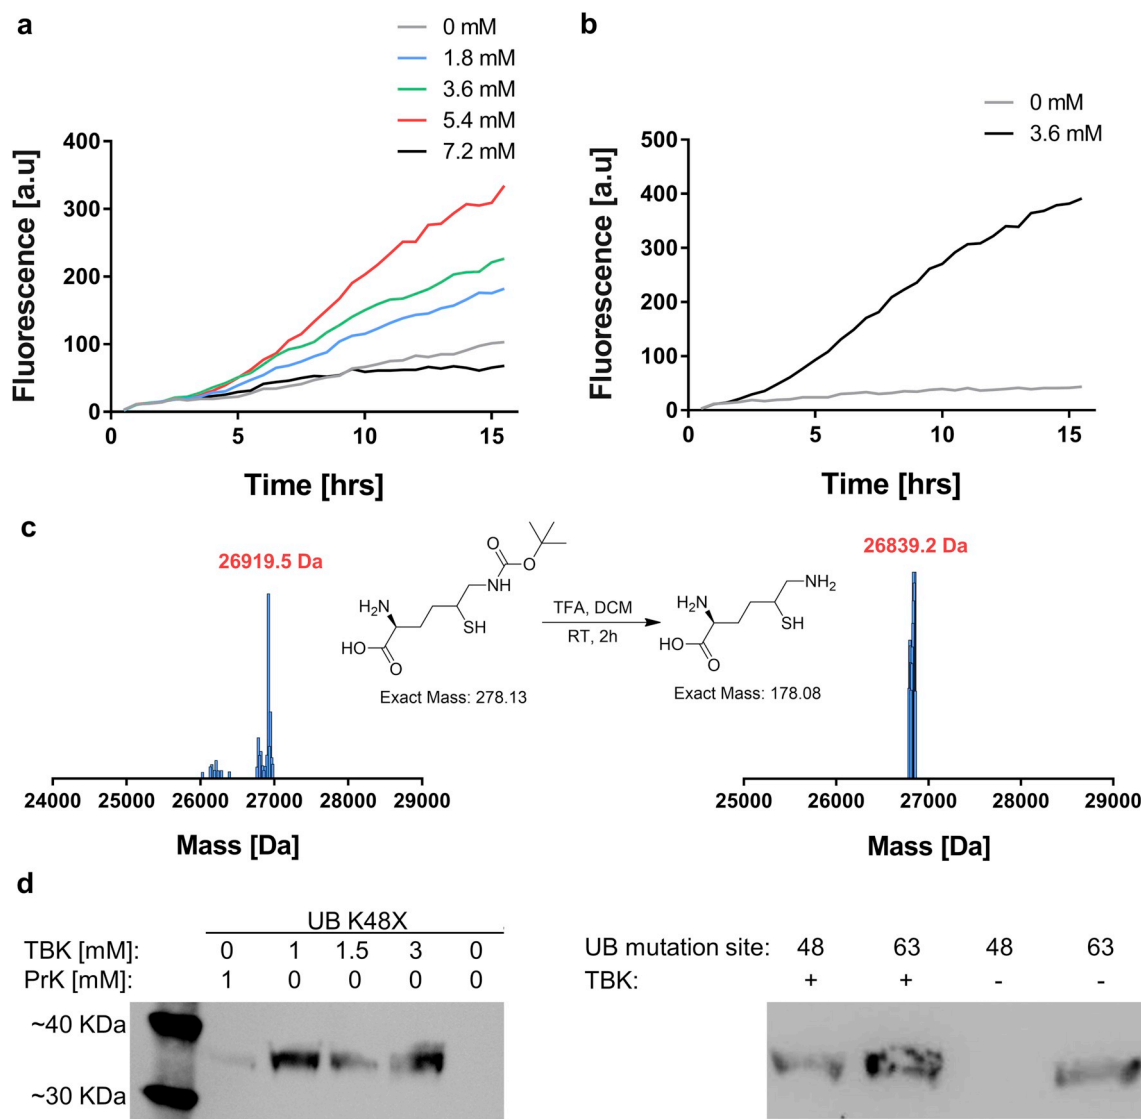 a
0 mM
1.8 mM
3.6 mM
5.4 mM
7.2 mM
400
300
200
100
0
Fluorescence [a.u]
0 5 10 15
Time [hrs]
b
0 mM
3.6 mM
500
400
300
200
100
0
Fluorescence [a.u]
0 5 10 15
Time [hrs]
c
26919.5 Da
24000 25000 26000 27000 28000 29000
Mass [Da]
H2N
HO
O
SH
NH
O
O
Exact Mass: 278.13
TFA, DCM
RT, 2h
H2N
HO
O
SH
NH2
Exact Mass: 178.08
26839.2 Da
25000 26000 27000 28000 29000
Mass [Da]
d
UB K48X
TBK [mM]: 0 1 1.5 3 0
PrK [mM]: 1 0 0 0 0
~40 KDa
~30 KDa
UB mutation site: 48 63 48 63
TBK: + + - -